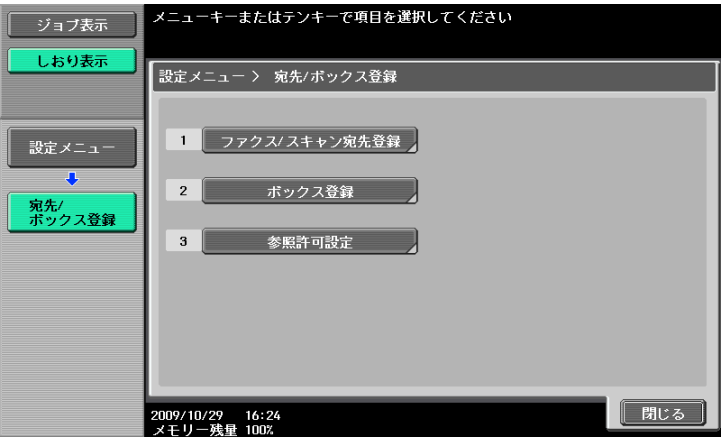 ジョブ表示
しおり表示
設定メニュー
宛先/
ボックス登録
メニューキーまたはテンキーで項目を選択してください
設定メニュー > 宛先/ボックス登録
1 ファクス/スキャン宛先登録
2 ボックス登録
3 参照許可設定
2009/10/29 16:24
メモリー残量 100%
閉じる